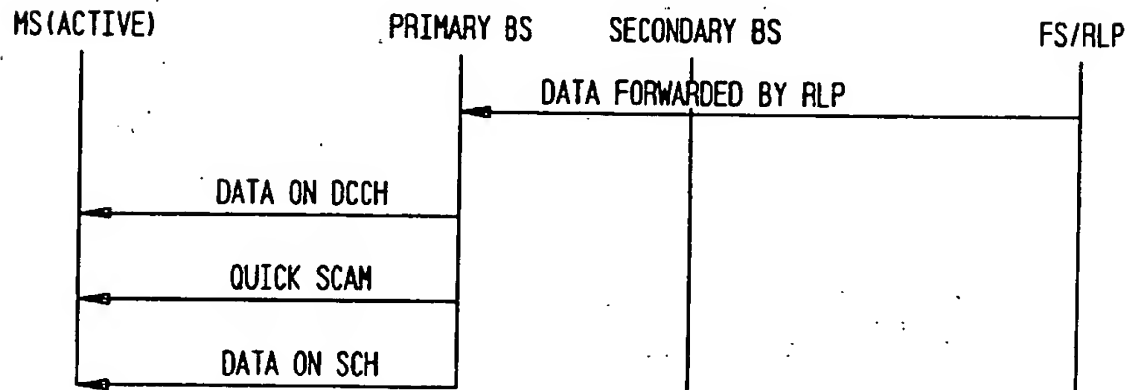 MS(ACTIVE) PRIMARY BS SECONDARY BS FS/RLP
DATA FORWARDED BY RLP
DATA ON DCCH
QUICK SCAM
DATA ON SCH